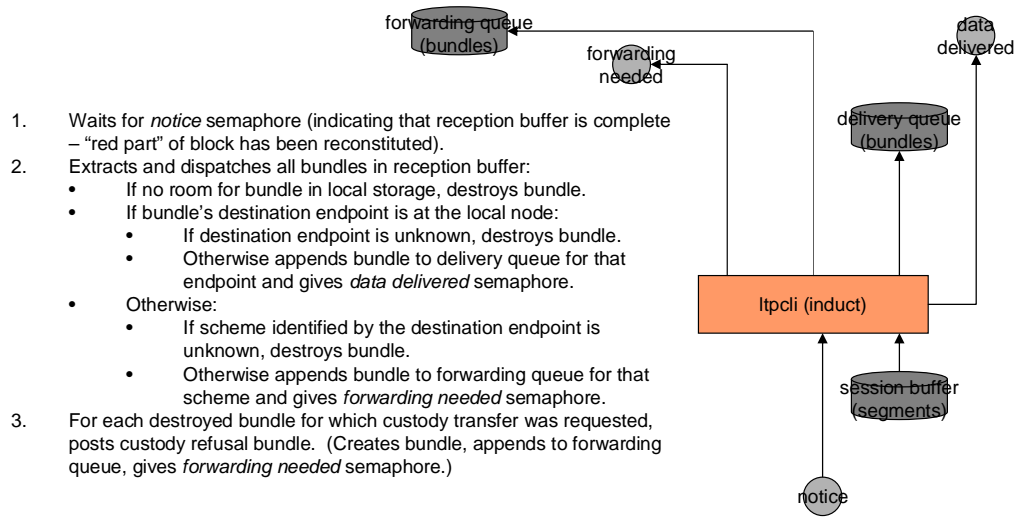 forwarding queue
(bundles)
forwarding
needed
data
delivered
1. Waits for notice semaphore (indicating that reception buffer is complete
– “red part” of block has been reconstituted).
2. Extracts and dispatches all bundles in reception buffer:
• If no room for bundle in local storage, destroys bundle.
• If bundle’s destination endpoint is at the local node:
• If destination endpoint is unknown, destroys bundle.
• Otherwise appends bundle to delivery queue for that
endpoint and gives data delivered semaphore.
• Otherwise:
• If scheme identified by the destination endpoint is
unknown, destroys bundle.
• Otherwise appends bundle to forwarding queue for that
scheme and gives forwarding needed semaphore.
3. For each destroyed bundle for which custody transfer was requested,
posts custody refusal bundle. (Creates bundle, appends to forwarding
queue, gives forwarding needed semaphore.)
delivery queue
(bundles)
ltpcli (induct)
session buffer
(segments)
notice